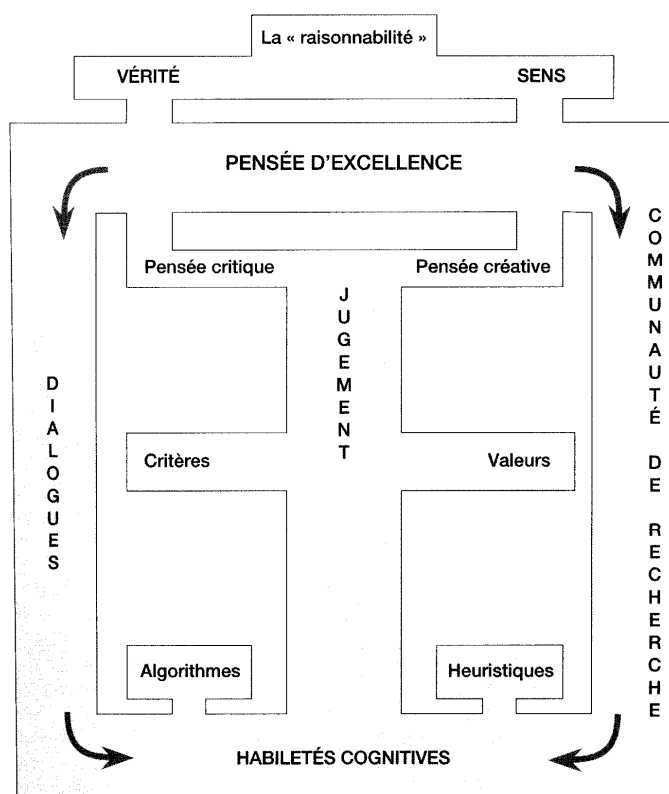 La « raisonnabilité »
VÉRITÉ
SENS
PENSÉE D'EXCELLENCE
Pensée critique
Pensée créative
JUGEMENT
DIALOGUES
COMMUNAUTÉ DE RECHERCHE
Critères
Valeurs
Algorithmes
Heuristiques
HABILETÉS COGNITIVES